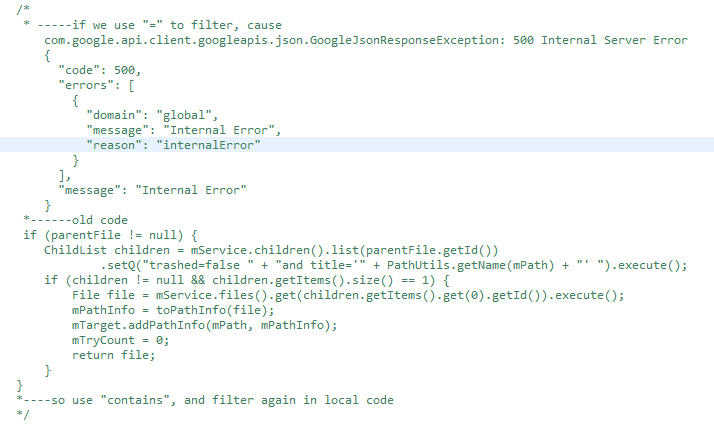 /*
* -----if we use "=" to filter, cause
com.google.api.client.googleapis.json.GoogleJsonResponseException: 500 Internal Server Error
{
"code": 500,
"errors": [
{
"domain": "global",
"message": "Internal Error",
"reason": "internalError"
}
],
"message": "Internal Error"
}
*------old code
if (parentFile != null) {
ChildList children = mService.children().list(parentFile.getId())
.setQ("trashed=false " + "and title='" + PathUtils.getName(mPath) + "' ").execute();
if (children != null && children.getItems().size() == 1) {
File file = mService.files().get(children.getItems().get(0).getId()).execute();
mPathInfo = toPathInfo(file);
mTarget.addPathInfo(mPath, mPathInfo);
mTryCount = 0;
return file;
}
}
*----so use "contains", and filter again in local code
*/